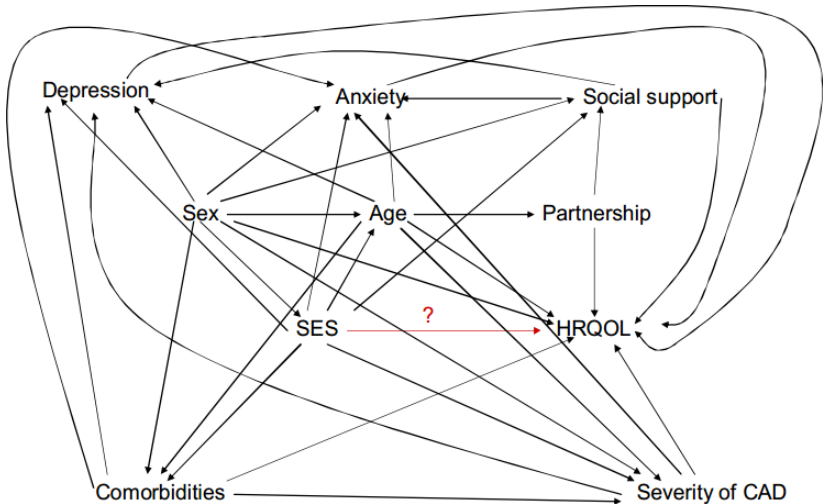 Depression
Anxiety
Social support
Sex
Age
Partnership
?
SES
HRQOL
Comorbidities
Severity of CAD